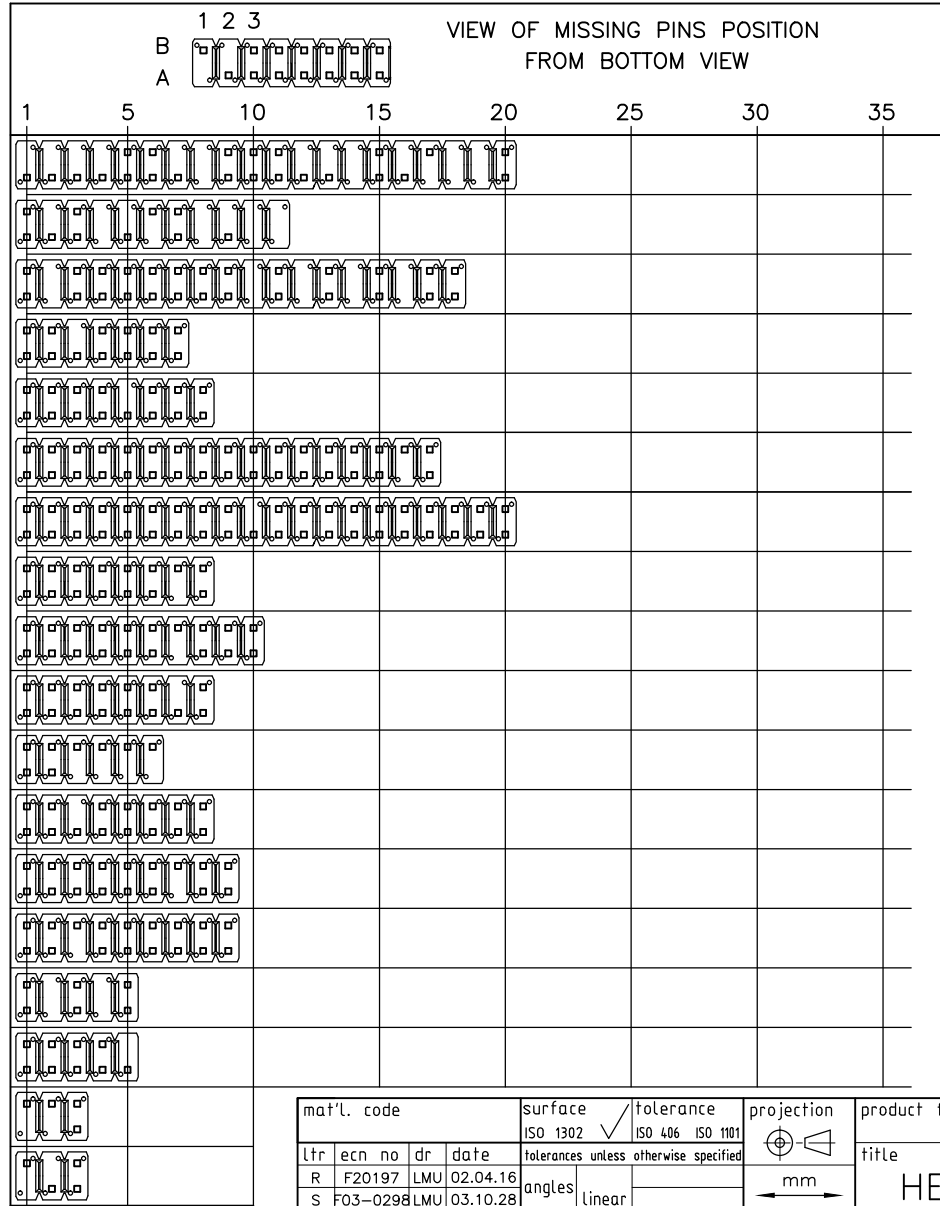 1 2 3
B
A
VIEW OF MISSING PINS POSITION
FROM BOTTOM VIEW
1 5 10 15 20 25 30 35
mat'l. code
surface
ISO 1302
tolerance
ISO 406 ISO 1101
projection
product
ltr ecn no dr date
tolerances unless otherwise specified
title
R F20197 LMU 02.04.16
angles
linear
mm
HE
S F03-0298 LMU 03.10.28